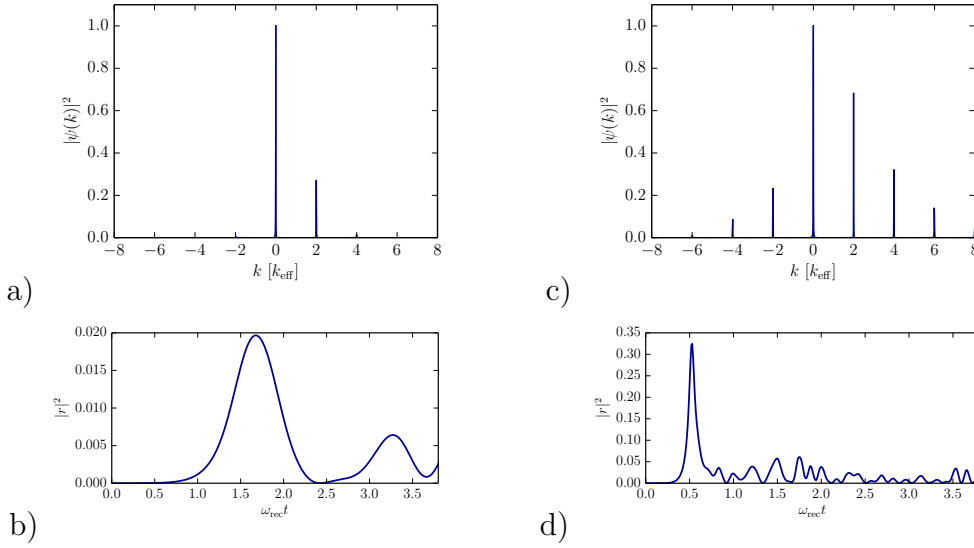 1.0
0.8
0.6
0.4
0.2
0.0
|ψ(k)|²
−8 −6 −4 −2 0 2 4 6 8
k [k_eff]
a)
1.0
0.8
0.6
0.4
0.2
0.0
|ψ(k)|²
−8 −6 −4 −2 0 2 4 6 8
k [k_eff]
c)
0.020
0.015
0.010
0.005
0.000
|r|²
0.0 0.5 1.0 1.5 2.0 2.5 3.0 3.5
ω_rec t
b)
0.35
0.30
0.25
0.20
0.15
0.10
0.05
0.00
|r|²
0.0 0.5 1.0 1.5 2.0 2.5 3.0 3.5
ω_rec t
d)